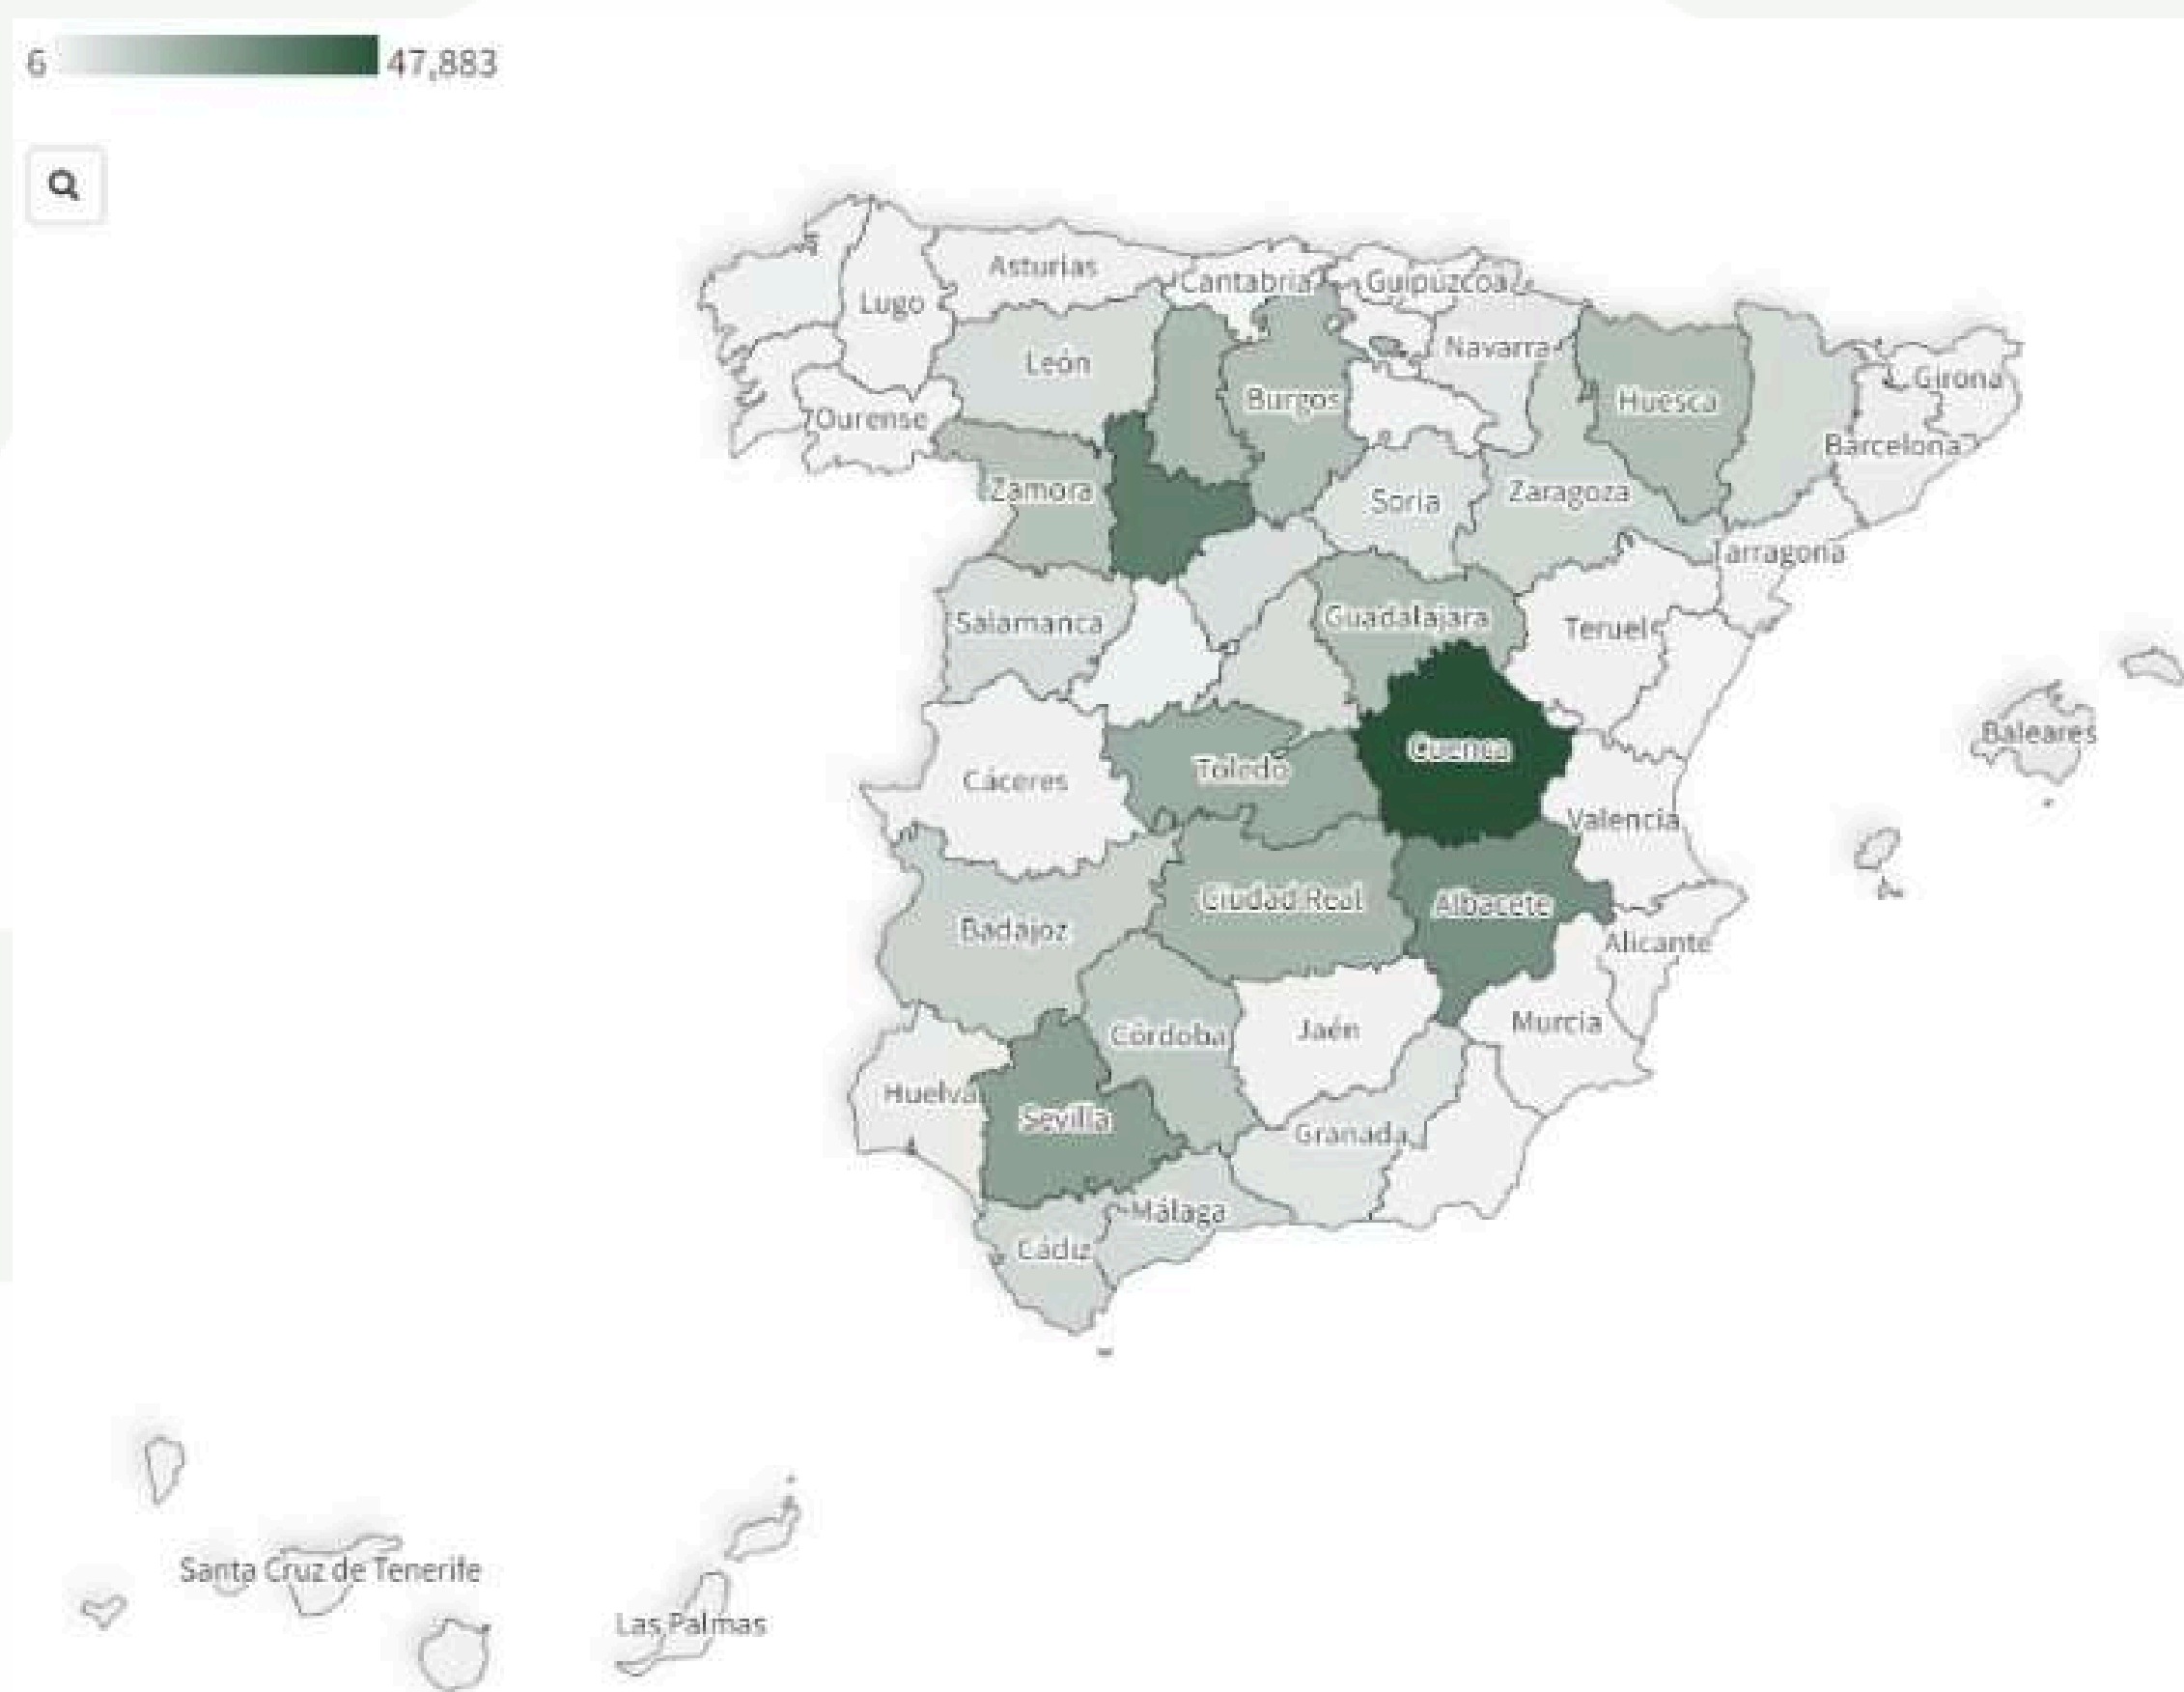 6 47,883
Asturias
Cantabria
Guipúzcoa
Lugo
León
Navarra
Burgos
Huesca
Girona
Ourense
Barcelona
Zamora
Soria
Zaragoza
Tarragona
Salamanca
Guadalajara
Teruel
Baleares
Cuenca
Toledo
Cáceres
Valencia
Ciudad Real
Albacete
Badajoz
Alicante
Murcia
Jaén
Córdoba
Huelva
Sevilla
Granada
Málaga
Cádiz
Santa Cruz de Tenerife
Las Palmas